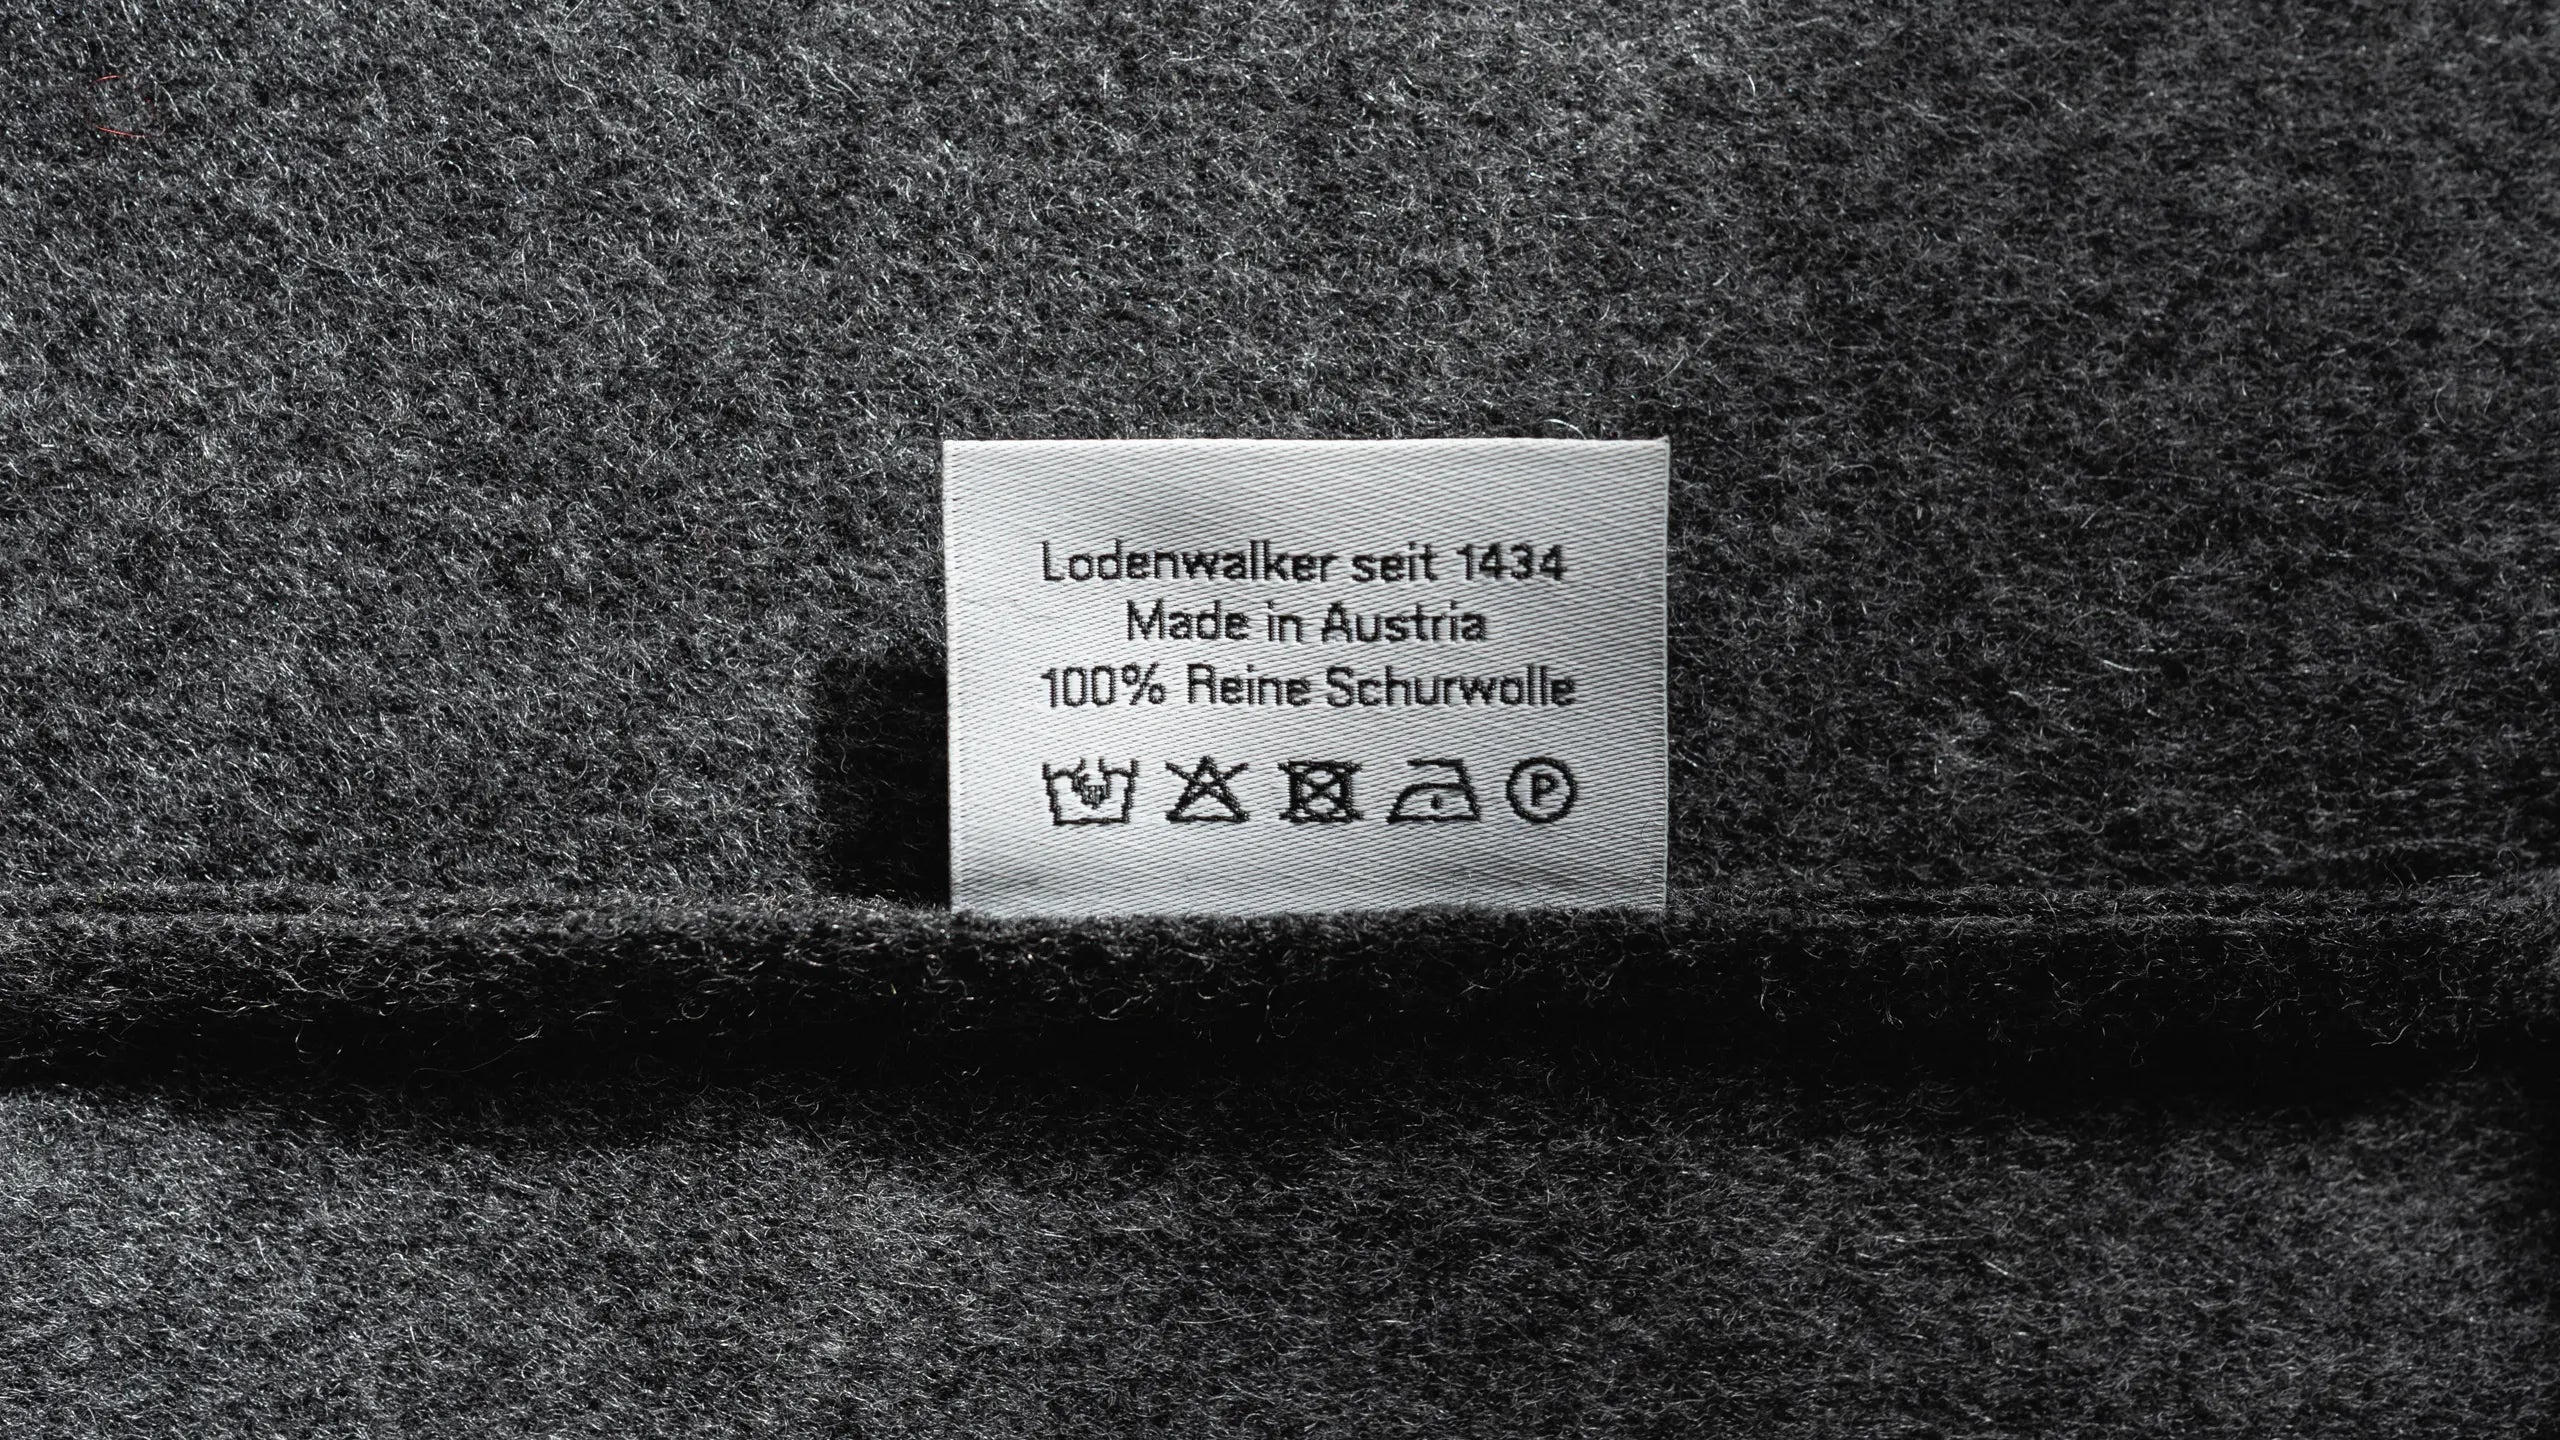 Lodenwalker seit 1434
Made in Austria
100% Reine Schurwolle
P